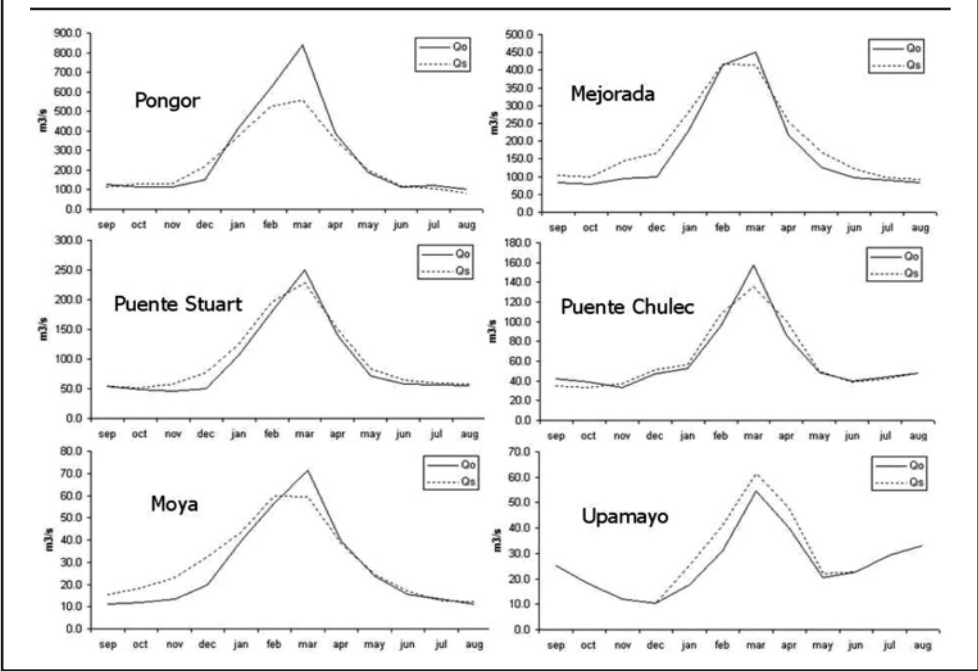 Pongor
m3/s
900.0
800.0
700.0
600.0
500.0
400.0
300.0
200.0
100.0
0.0
sep oct nov dec jan feb mar apr may jun jul aug
Qo
Qs
Mejorada
m3/s
500.0
450.0
400.0
350.0
300.0
250.0
200.0
150.0
100.0
50.0
0.0
sep oct nov dec jan feb mar apr may jun jul aug
Qo
Qs
Puente Stuart
m3/s
300.0
250.0
200.0
150.0
100.0
50.0
0.0
sep oct nov dec jan feb mar apr may jun jul aug
Qo
Qs
Puente Chulec
m3/s
180.0
160.0
140.0
120.0
100.0
80.0
60.0
40.0
20.0
0.0
sep oct nov dec jan feb mar apr may jun jul aug
Qo
Qs
Moya
m3/s
80.0
70.0
60.0
50.0
40.0
30.0
20.0
10.0
0.0
sep oct nov dec jan feb mar apr may jun jul aug
Qo
Qs
Upamayo
m3/s
70.0
60.0
50.0
40.0
30.0
20.0
10.0
0.0
sep oct nov dec jan feb mar apr may jun jul aug
Qo
Qs